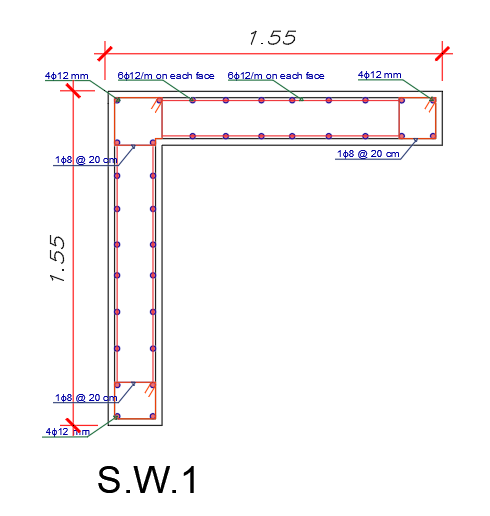 1.55
4ϕ12 mm
6ϕ12/m on each face
6ϕ12/m on each face
4ϕ12 mm
1ϕ8 @ 20 cm
1ϕ8 @ 20 cm
1.55
1ϕ8 @ 20 cm
4ϕ12 mm
S.W.1